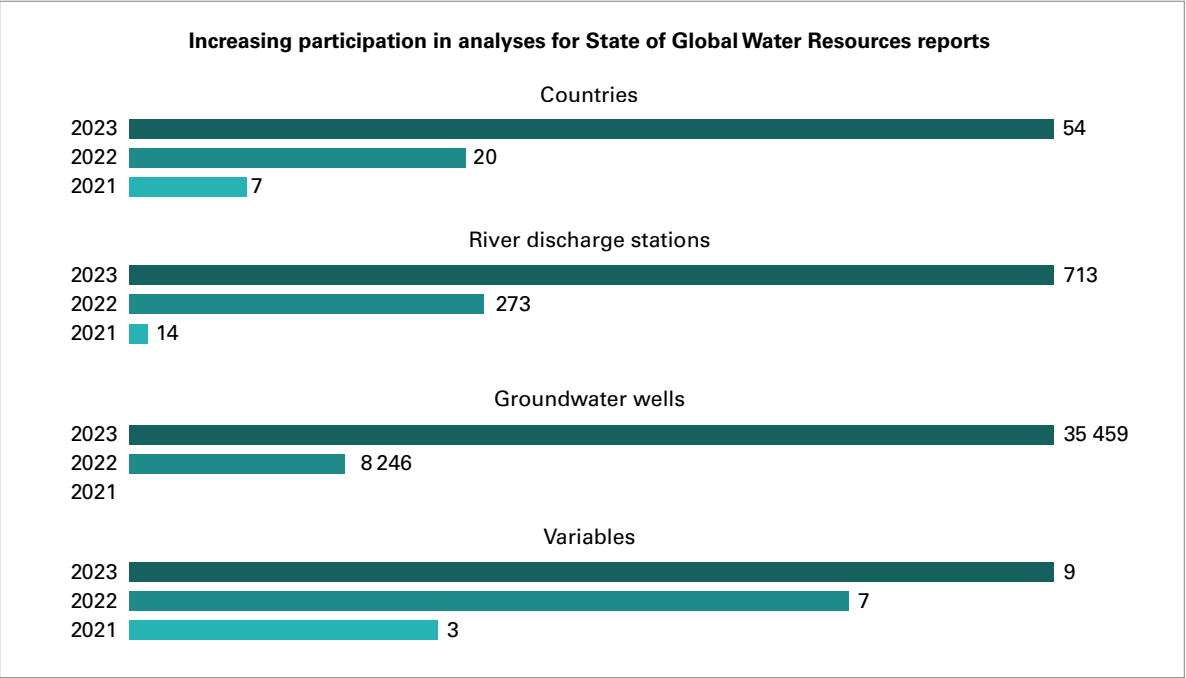 Increasing participation in analyses for State of Global Water Resources reports
Countries
2023 54
2022 20
2021 7
River discharge stations
2023 713
2022 273
2021 14
Groundwater wells
2023 35 459
2022 8 246
2021
Variables
2023 9
2022 7
2021 3